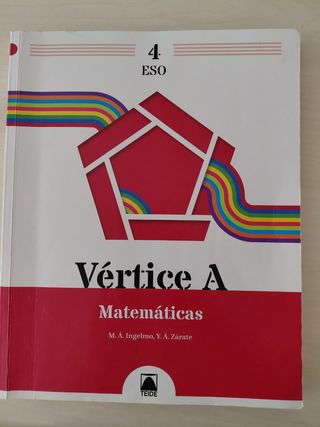 4
ESO
Vértice A
Matemáticas
M. Á. Ingelmo, Y. Á. Zárate
TEIDE